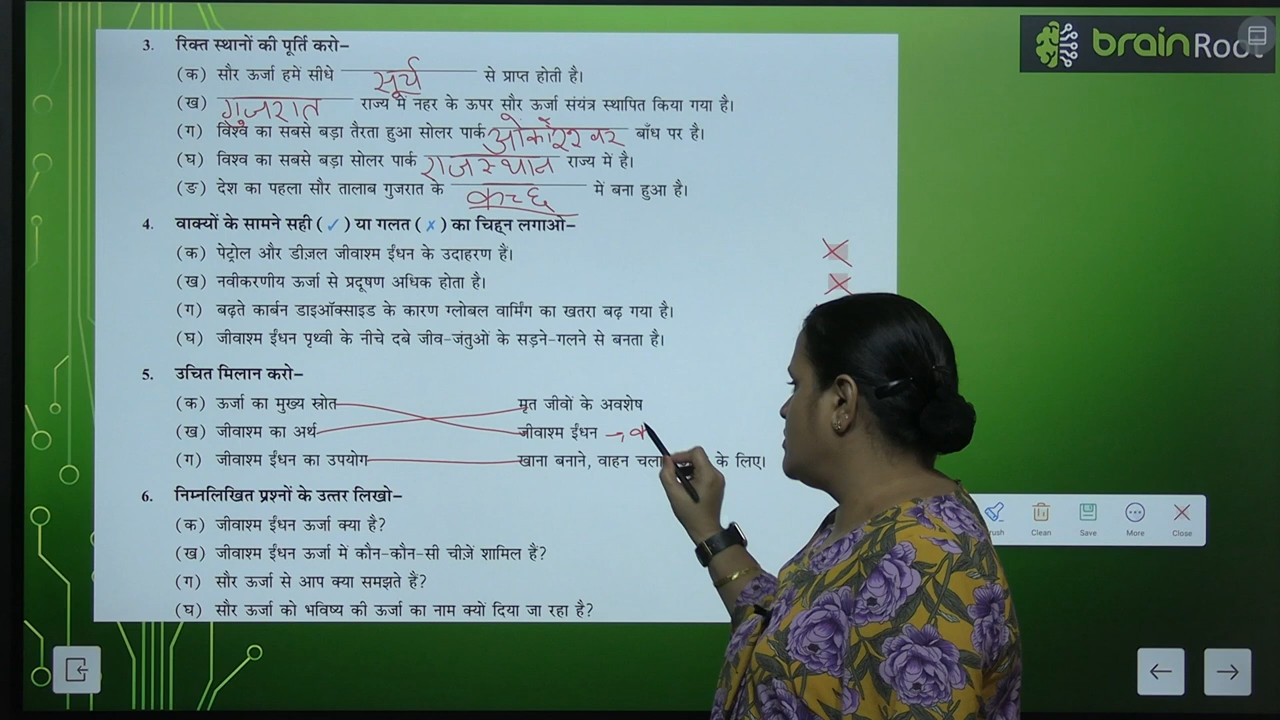 brainRoot
3. रिक्त स्थानों की पूर्ति करो–
(क) सौर ऊर्जा हमें सीधे सूर्य से प्राप्त होती है।
(ख) गुजरात राज्य में नहर के ऊपर सौर ऊर्जा संयंत्र स्थापित किया गया है।
(ग) विश्व का सबसे बड़ा तैरता हुआ सोलर पार्क ओंकारेश्वर बाँध पर है।
(घ) विश्व का सबसे बड़ा सोलर पार्क राजस्थान राज्य में है।
(ङ) देश का पहला सौर तालाब गुजरात के कच्छ में बना हुआ है।
4. वाक्यों के सामने सही (✓) या गलत (✗) का चिह्न लगाओ–
(क) पेट्रोल और डीज़ल जीवाश्म ईंधन के उदाहरण हैं। ✗
(ख) नवीकरणीय ऊर्जा से प्रदूषण अधिक होता है। ✗
(ग) बढ़ते कार्बन डाइऑक्साइड के कारण ग्लोबल वार्मिंग का खतरा बढ़ गया है।
(घ) जीवाश्म ईंधन पृथ्वी के नीचे दबे जीव-जंतुओं के सड़ने-गलने से बनता है।
5. उचित मिलान करो–
(क) ऊर्जा का मुख्य स्रोत मृत जीवों के अवशेष
(ख) जीवाश्म का अर्थ जीवाश्म ईंधन →
(ग) जीवाश्म ईंधन का उपयोग खाना बनाने, वाहन के लिए।
6. निम्नलिखित प्रश्नों के उत्तर लिखो–
(क) जीवाश्म ईंधन ऊर्जा क्या है?
(ख) जीवाश्म ईंधन ऊर्जा में कौन-कौन-सी चीज़ें शामिल हैं?
(ग) सौर ऊर्जा से आप क्या समझते हैं?
(घ) सौर ऊर्जा को भविष्य की ऊर्जा का नाम क्यों दिया जा रहा है?
Clean Save More Close